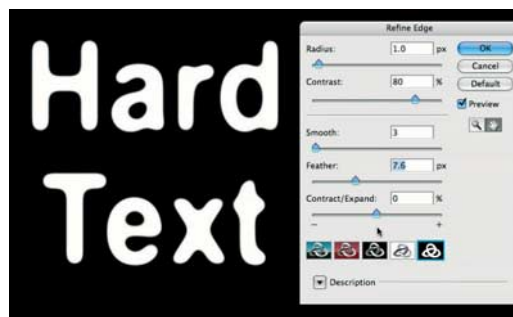 Hard
Text
Refine Edge
Radius: 1.0 px
OK
Cancel
Contrast: 80 %
Default
Preview
Smooth: 3
Feather: 7.6 px
Contract/Expand: 0 %
− +
Description